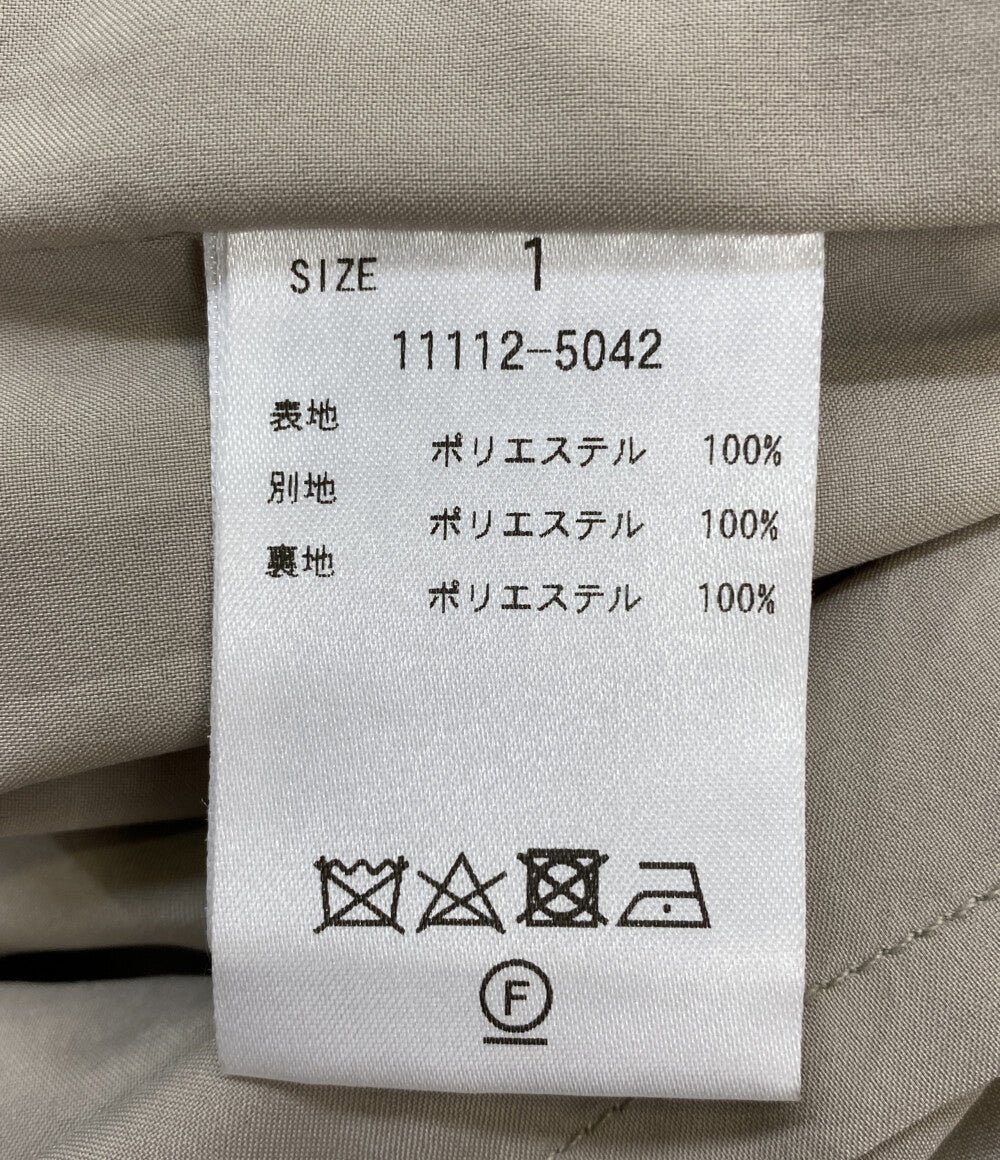 SIZE 1
11112-5042
表地
ポリエステル 100%
別地
ポリエステル 100%
裏地
ポリエステル 100%
F